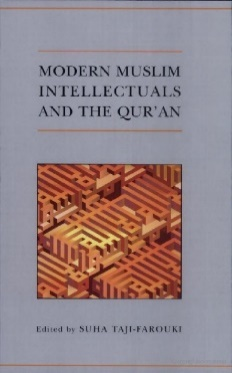 MODERN MUSLIM
INTELLECTUALS
AND THE QUR'AN
Edited by SUHA TAJI-FAROUKI